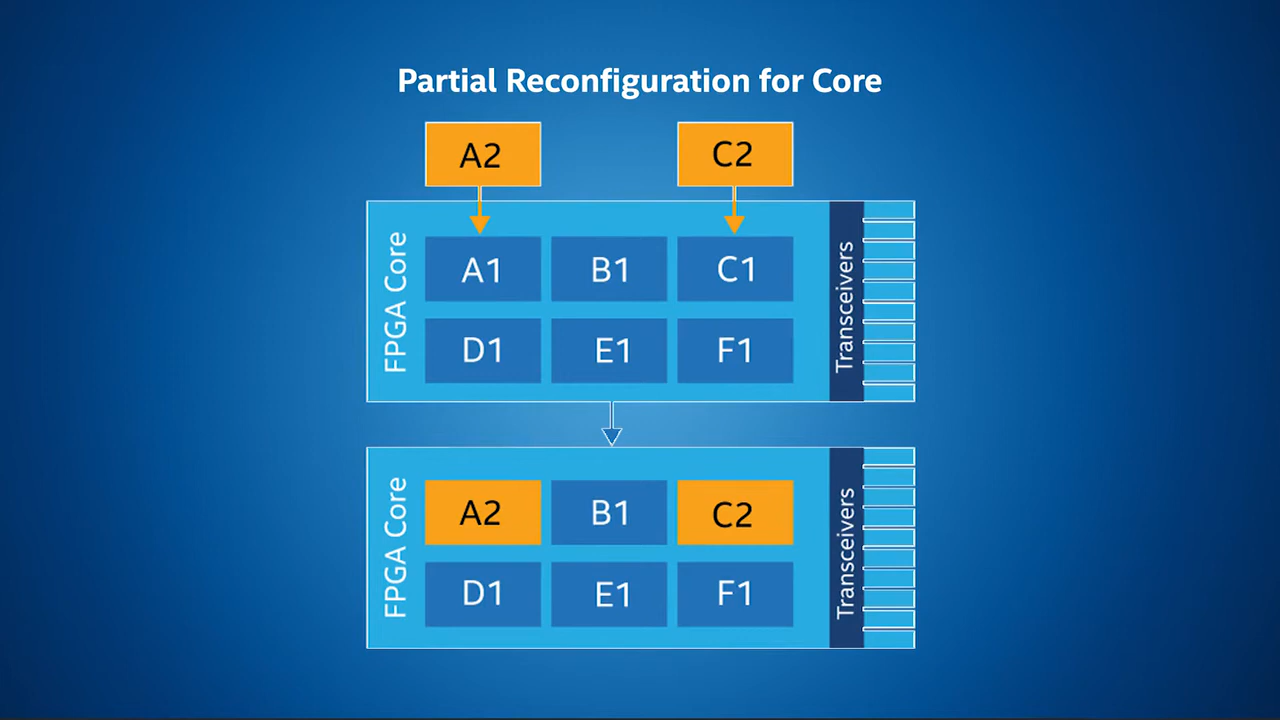 Partial Reconfiguration for Core
A2
C2
FPGA Core
A1
B1
C1
D1
E1
F1
Transceivers
FPGA Core
A2
B1
C2
D1
E1
F1
Transceivers